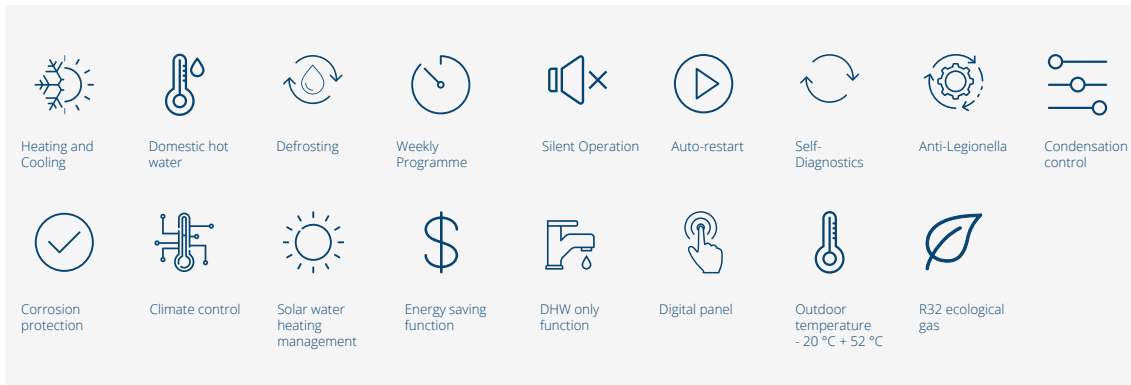 Heating and
Cooling
Domestic hot
water
Defrosting
Weekly
Programme
Silent Operation
Auto-restart
Self-
Diagnostics
Anti-Legionella
Condensation
control
Corrosion
protection
Climate control
Solar water
heating
management
Energy saving
function
DHW only
function
Digital panel
Outdoor
temperature
- 20 °C + 52 °C
R32 ecological
gas